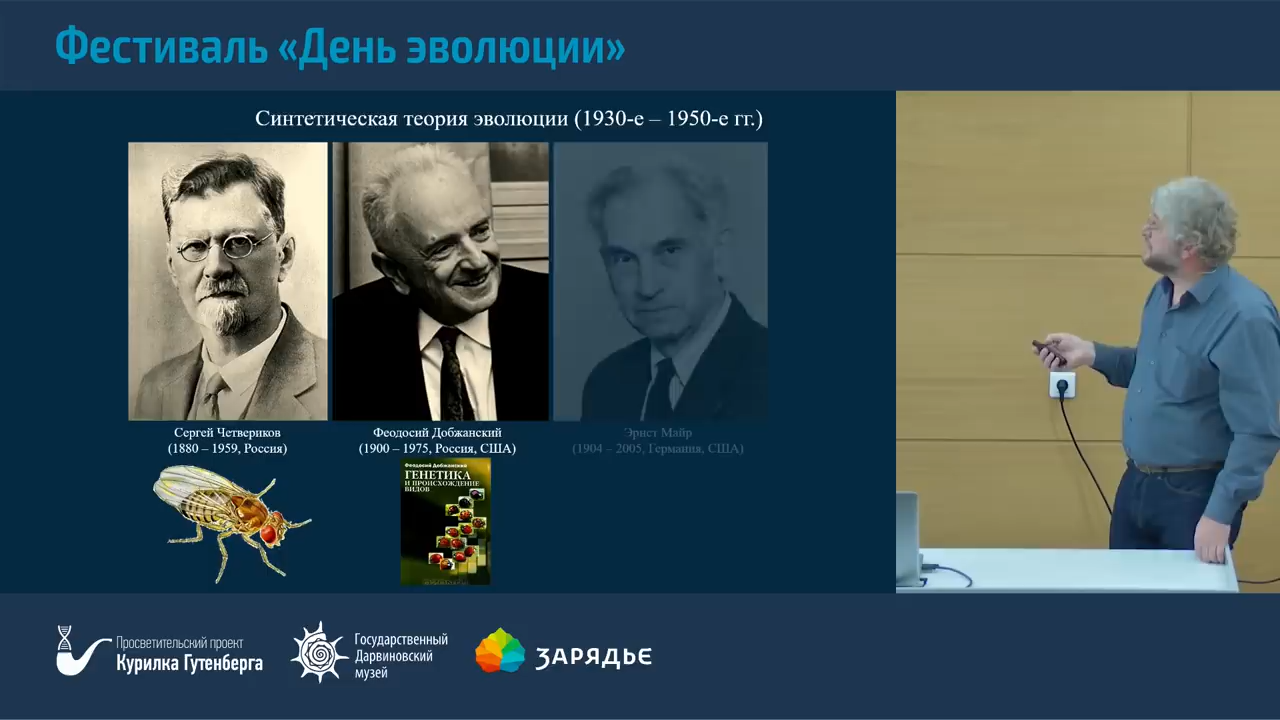 Фестиваль «День эволюции»
Синтетическая теория эволюции (1930-е – 1950-е гг.)
Сергей Четвериков
(1880 – 1959, Россия)
Феодосий Добжанский
(1900 – 1975, Россия, США)
Эрнст Майр
(1904 – 2005, Германия, США)
Феодосий Добжанский
ГЕНЕТИКА
И ПРОИСХОЖДЕНИЕ
ВИДОВ
Просветительский проект
Курилка Гутенберга
Государственный
Дарвиновский
музей
ЗАРЯДЬЕ